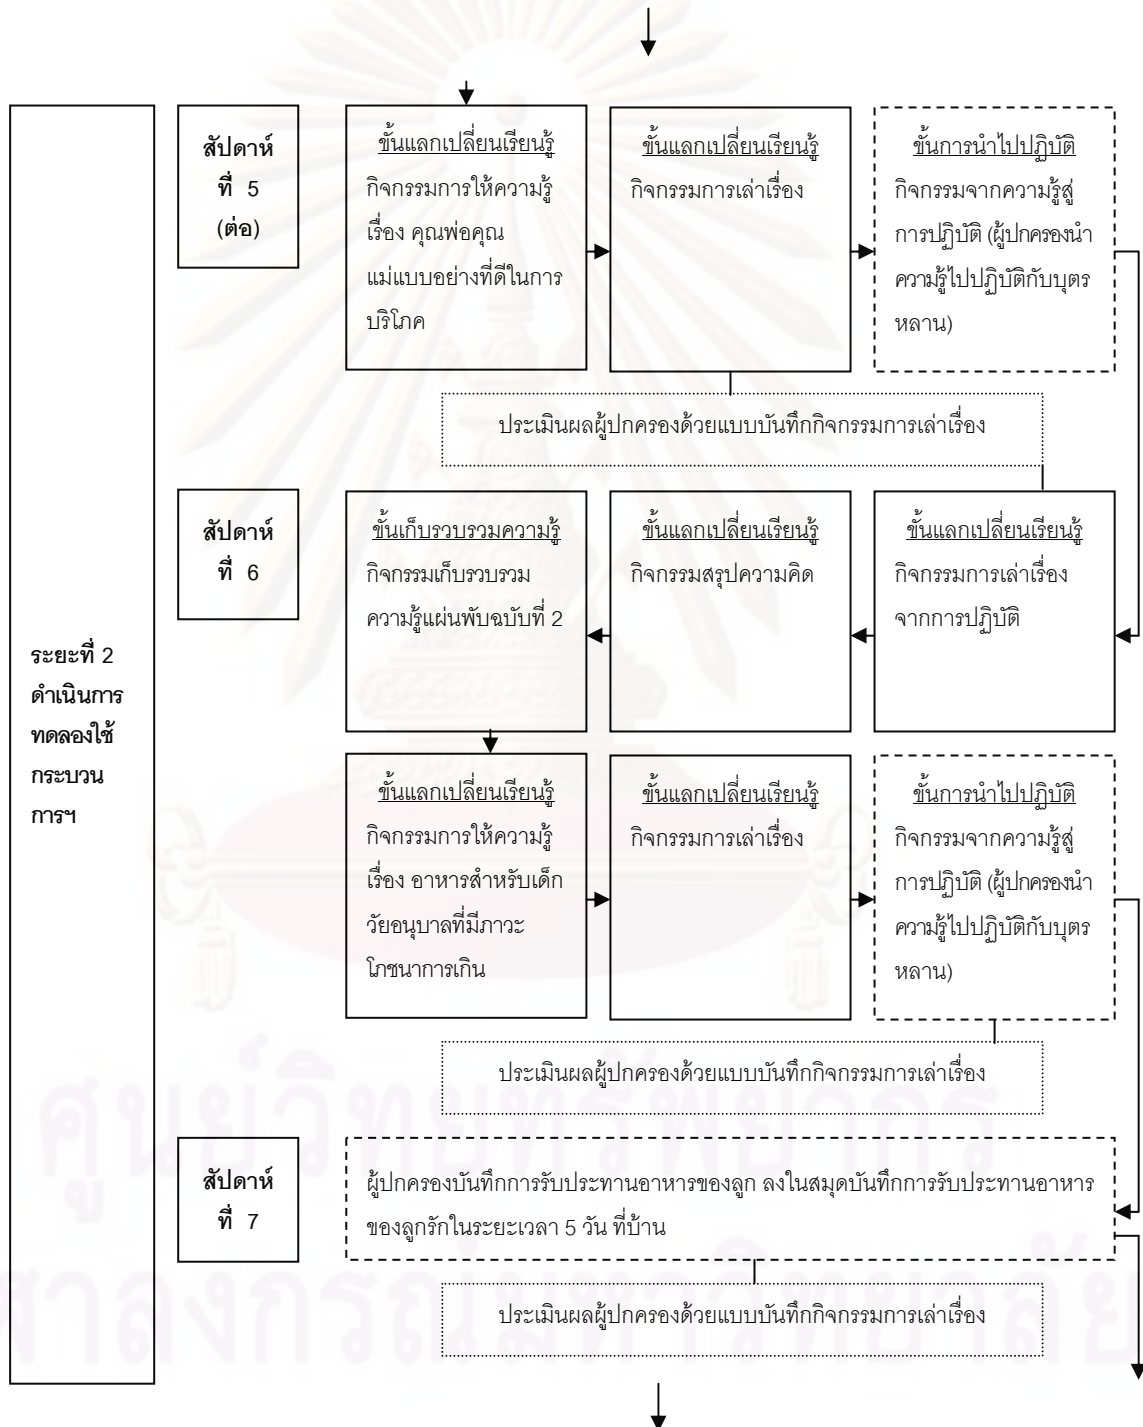 สัปดาห์
ที่ 5
(ต่อ)
ขั้นแลกเปลี่ยนเรียนรู้
กิจกรรมการให้ความรู้
เรื่อง คุณพ่อคุณ
แม่แบบอย่างที่ดีในการ
บริโภค
ขั้นแลกเปลี่ยนเรียนรู้
กิจกรรมการเล่าเรื่อง
ขั้นการนำไปปฏิบัติ
กิจกรรมจากความรู้สู่
การปฏิบัติ (ผู้ปกครองนำ
ความรู้ไปปฏิบัติกับบุตร
หลาน)
ประเมินผลผู้ปกครองด้วยแบบบันทึกกิจกรรมการเล่าเรื่อง
สัปดาห์
ที่ 6
ขั้นเก็บรวบรวมความรู้
กิจกรรมเก็บรวบรวม
ความรู้แผ่นพับฉบับที่ 2
ขั้นแลกเปลี่ยนเรียนรู้
กิจกรรมสรุปความคิด
ขั้นแลกเปลี่ยนเรียนรู้
กิจกรรมการเล่าเรื่อง
จากการปฏิบัติ
ระยะที่ 2
ดำเนินการ
ทดลองใช้
กระบวน
การฯ
ขั้นแลกเปลี่ยนเรียนรู้
กิจกรรมการให้ความรู้
เรื่อง อาหารสำหรับเด็ก
วัยอนุบาลที่มีภาวะ
โภชนาการเกิน
ขั้นแลกเปลี่ยนเรียนรู้
กิจกรรมการเล่าเรื่อง
ขั้นการนำไปปฏิบัติ
กิจกรรมจากความรู้สู่
การปฏิบัติ (ผู้ปกครองนำ
ความรู้ไปปฏิบัติกับบุตร
หลาน)
ประเมินผลผู้ปกครองด้วยแบบบันทึกกิจกรรมการเล่าเรื่อง
สัปดาห์
ที่ 7
ผู้ปกครองบันทึกการรับประทานอาหารของลูก ลงในสมุดบันทึกการรับประทานอาหาร
ของลูกรักในระยะเวลา 5 วัน ที่บ้าน
ประเมินผลผู้ปกครองด้วยแบบบันทึกกิจกรรมการเล่าเรื่อง
ศูนย์วิทยทรัพยากร
ฬาลงกรณ์มหาวิทยาลัย